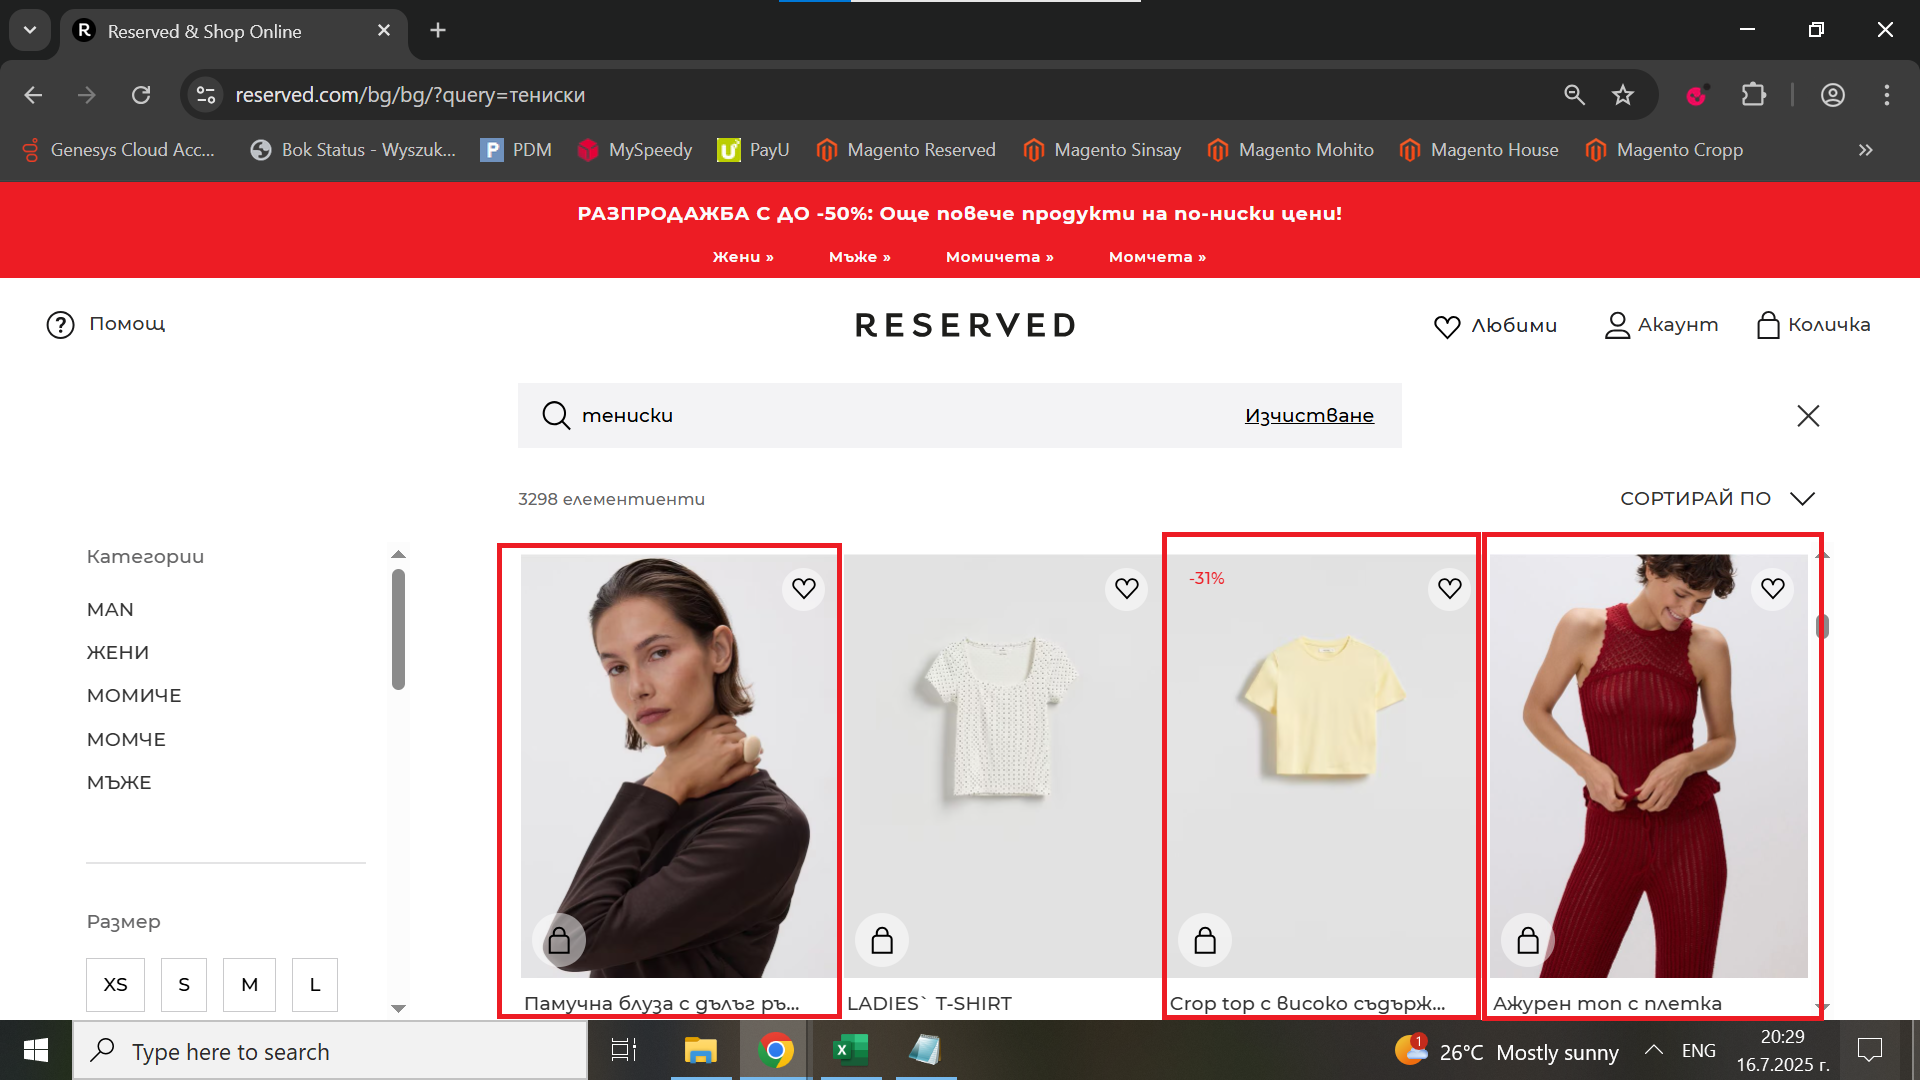 Reserved & Shop Online
reserved.com/bg/bg/?query=тениски
Genesys Cloud Acc...
Bok Status - Wyszuk...
PDM
MySpeedy
PayU
Magento Reserved
Magento Sinsay
Magento Mohito
Magento House
Magento Cropp
РАЗПРОДАЖБА С ДО -50%: Още повече продукти на по-ниски цени!
Жени »
Мъже »
Момичета »
Момчета »
Помощ
RESERVED
Любими
Акаунт
Количка
тениски
Изчистване
3298 елементиенти
СОРТИРАЙ ПО
Категории
MAN
ЖЕНИ
МОМИЧЕ
МОМЧЕ
МЪЖЕ
Размер
XS
S
M
L
-31%
Памучна блуза с дълъг ръ...
LADIES` T-SHIRT
Crop top с високо съдърж...
Ажурен топ с плетка
Type here to search
1
26°C Mostly sunny
ENG
20:29
16.7.2025 г.